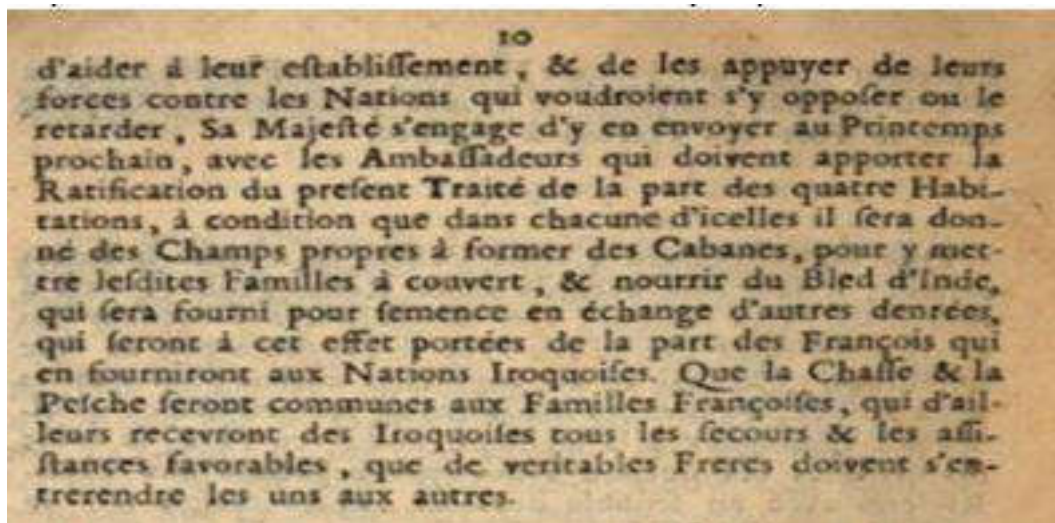 10
d'aider à leur eſtabliſſement, & de les appuyer de leurs
forces contre les Nations qui voudroient s'y oppoſer ou le
retarder, Sa Majeſté s'engage d'y en envoyer au Printemps
prochain, avec ſes Ambaſſadeurs qui doivent apporter la
Ratification du preſent Traité de la part des quatre Habi-
tations, à condition que dans chacune d'icelles il ſera don-
né des Champs propres à former des Cabanes, pour y met-
tre leſdites Familles à couvert, & nourrir du Bled d'Inde,
qui ſera fourni pour ſemence en échange d'autres denrées,
qui ſeront à cet effet portées de la part des François qui
en fourniront aux Nations Iroquoiſes. Que la Chaſſe & la
Peſche ſeront communes aux Familles Françoiſes, qui d'ail-
leurs recevront des Iroquoiſes tous les ſecours & les aſſi-
ſtances favorables, que de veritables Freres doivent s'en-
trerendre les uns aux autres.